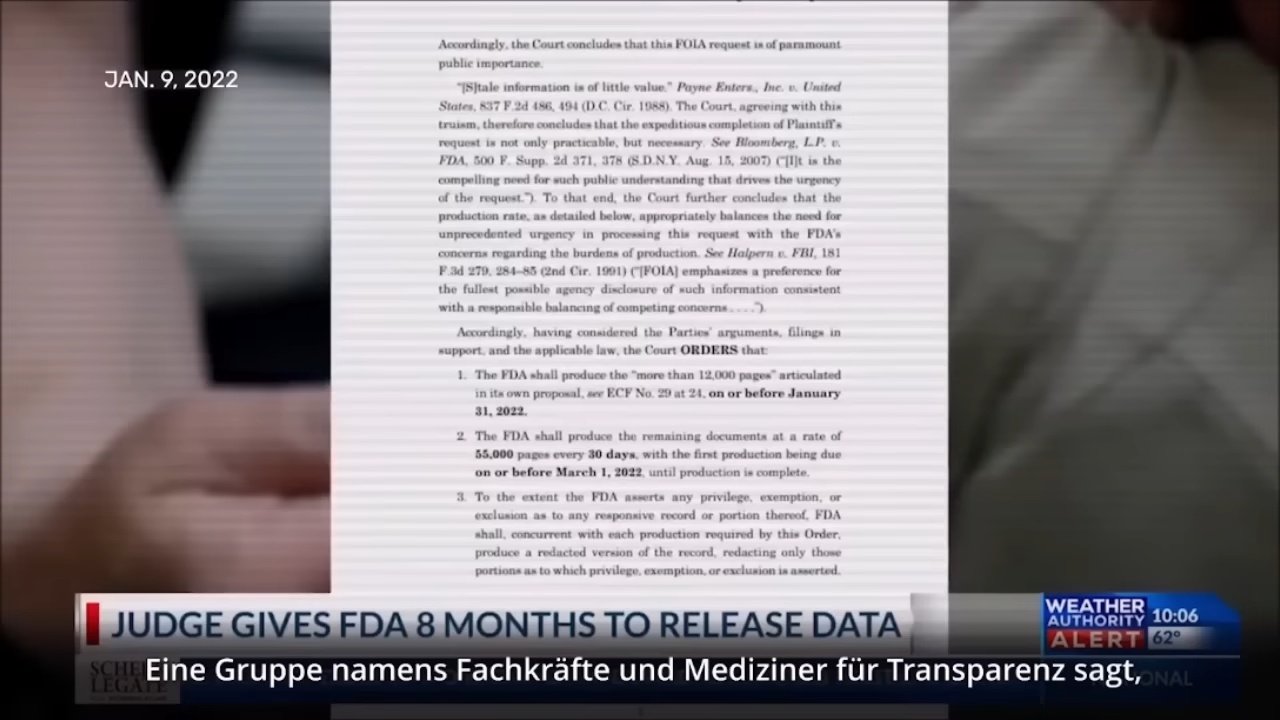 JAN. 9, 2022
Accordingly, the Court concludes that this FOIA request is of paramount
public importance.
"[S]tale information is of little value." Payne Enters., Inc. v. United
States, 837 F.2d 486, 494 (D.C. Cir. 1988). The Court, agreeing with this
truism, therefore concludes that the expeditious completion of Plaintiff's
request is not only practicable, but necessary. See Bloomberg, L.P. v.
FDA, 500 F. Supp. 2d 371, 378 (S.D.N.Y. Aug. 15, 2007) ("[I]t is the
compelling need for such public understanding that drives the urgency
of the request."). To that end, the Court further concludes that the
production rate, as detailed below, appropriately balances the need for
unprecedented urgency in processing this request with the FDA's
concerns regarding the burdens of production. See Halpern v. FBI, 181
F.3d 279, 284–85 (2nd Cir. 1991) ("[FOIA] emphasizes a preference for
the fullest possible agency disclosure of such information consistent
with a responsible balancing of competing concerns . . . .").
Accordingly, having considered the Parties' arguments, filings in
support, and the applicable law, the Court ORDERS that:
1. The FDA shall produce the "more than 12,000 pages" articulated
in its own proposal, see ECF No. 29 at 24, on or before January
31, 2022.
2. The FDA shall produce the remaining documents at a rate of
55,000 pages every 30 days, with the first production being due
on or before March 1, 2022, until production is complete.
3. To the extent the FDA asserts any privilege, exemption, or
exclusion as to any responsive record or portion thereof, FDA
shall, concurrent with each production required by this Order,
produce a redacted version of the record, redacting only those
portions as to which privilege, exemption, or exclusion is asserted.
JUDGE GIVES FDA 8 MONTHS TO RELEASE DATA
WEATHER
AUTHORITY
ALERT
10:06
62°
Eine Gruppe namens Fachkräfte und Mediziner für Transparenz sagt,